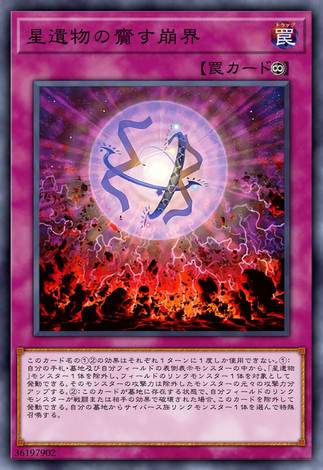 星遺物の齎す崩界
罠
トラップ
【罠カード♾】
このカード名の①②の効果はそれぞれ1ターンに1度しか使用できない。①:
自分の手札・墓地及び自分フィールドの表側表示モンスターの中から、「星遺物
」モンスター1体を除外し、フィールドのリンクモンスター1体を対象として
発動できる。そのモンスターの攻撃力は除外したモンスターの元々の攻撃力分
アップする。②:このカードが墓地に存在する状態で、自分フィールドのリンク
モンスターが戦闘または相手の効果で破壊された場合、このカードを除外して
発動できる。自分の墓地からサイバース族リンクモンスター1体を選んで特殊
召喚する。
36197902